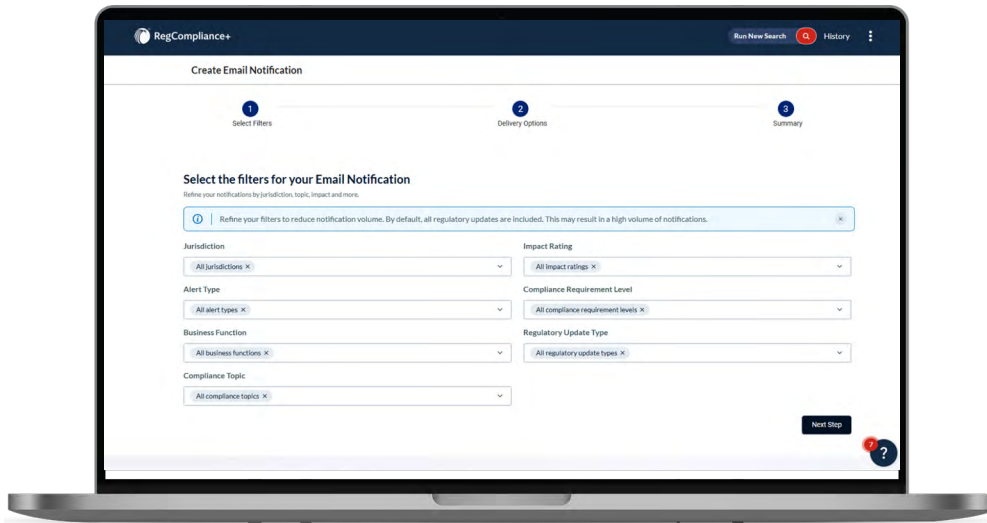 RegCompliance+
Run New Search
History
Create Email Notification
1
2
3
Select Filters
Delivery Options
Summary
Select the filters for your Email Notification
Refine your notifications by jurisdiction, topic, impact and more.
Refine your filters to reduce notification volume. By default, all regulatory updates are included. This may result in a high volume of notifications.
Jurisdiction
Impact Rating
All jurisdictions ×
All impact ratings ×
Alert Type
Compliance Requirement Level
All alert types ×
All compliance requirement levels ×
Business Function
Regulatory Update Type
All business functions ×
All regulatory update types ×
Compliance Topic
All compliance topics ×
Next Step
7
?